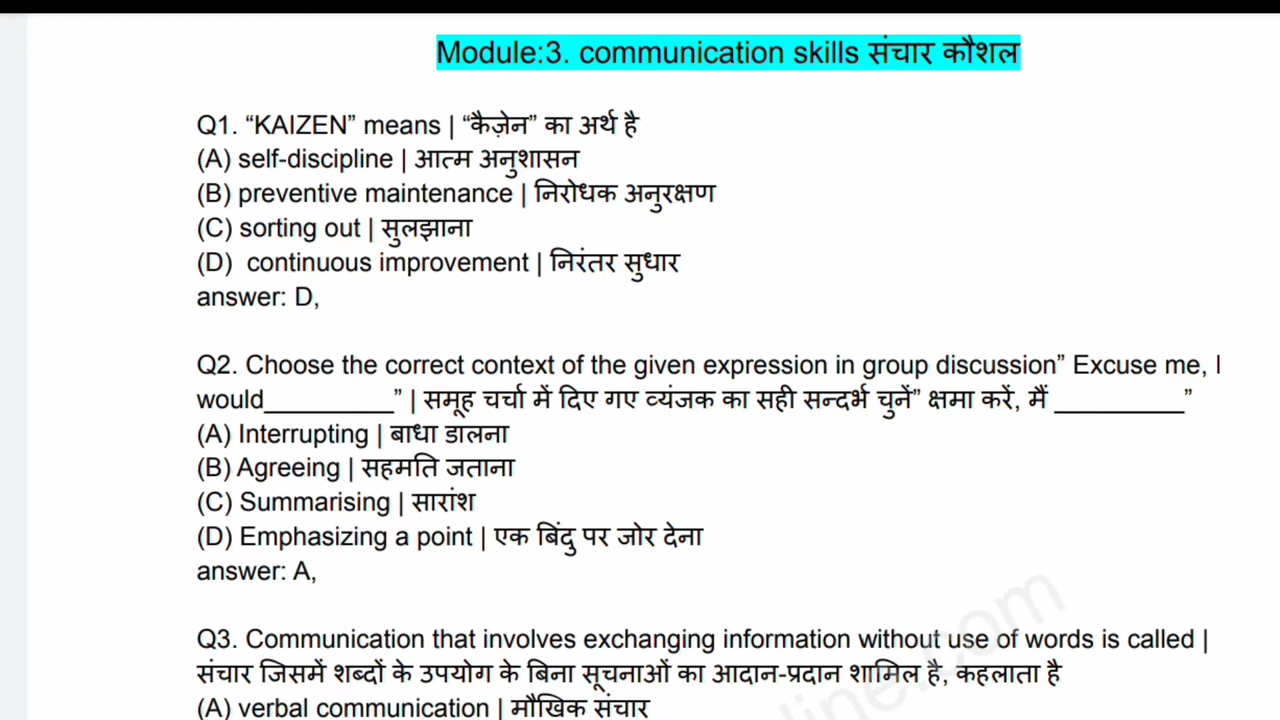 Module:3. communication skills संचार कौशल
Q1. “KAIZEN” means | “कैज़ेन” का अर्थ है
(A) self-discipline | आत्म अनुशासन
(B) preventive maintenance | निरोधक अनुरक्षण
(C) sorting out | सुलझाना
(D) continuous improvement | निरंतर सुधार
answer: D,
Q2. Choose the correct context of the given expression in group discussion” Excuse me, I
would_________” | समूह चर्चा में दिए गए व्यंजक का सही सन्दर्भ चुनें” क्षमा करें, मैं _________”
(A) Interrupting | बाधा डालना
(B) Agreeing | सहमति जताना
(C) Summarising | सारांश
(D) Emphasizing a point | एक बिंदु पर जोर देना
answer: A,
Q3. Communication that involves exchanging information without use of words is called |
संचार जिसमें शब्दों के उपयोग के बिना सूचनाओं का आदान-प्रदान शामिल है, कहलाता है
(A) verbal communication | मौखिक संचार